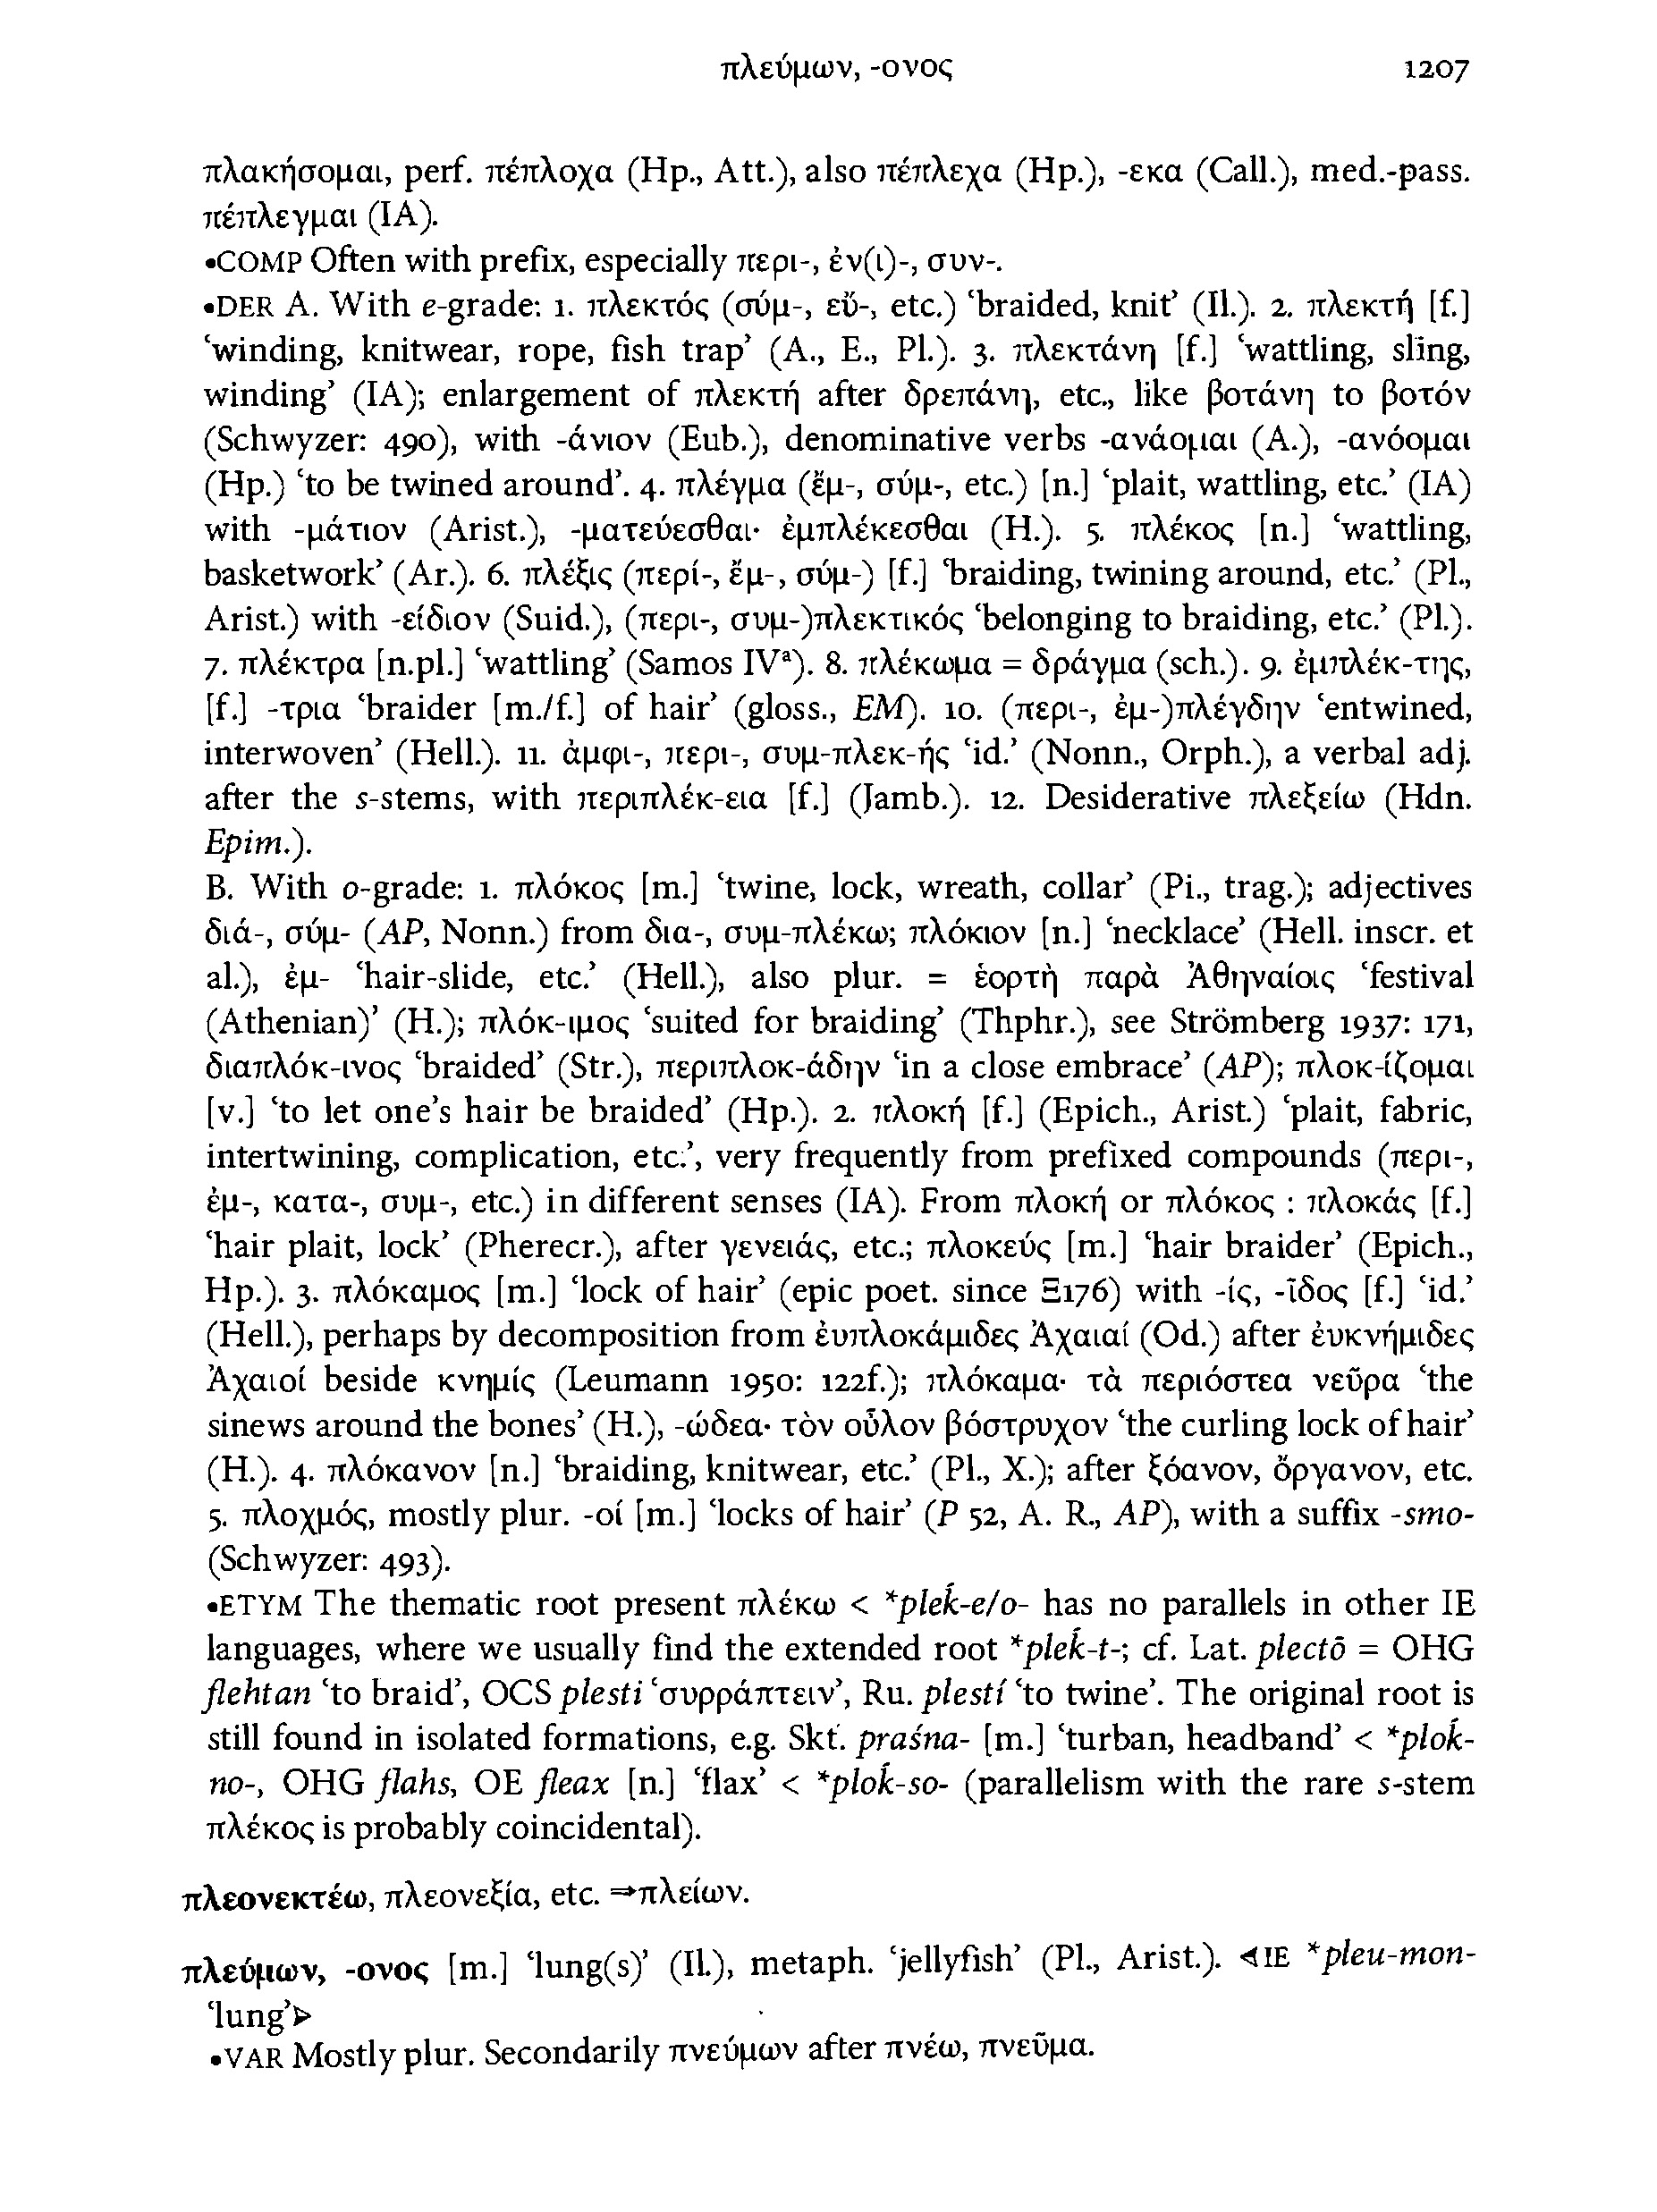 πλεύμων, -ονος 1207
πλακήσομαι, perf. πέπλοχα (Hp., Att.), also πέπλεχα (Hp.), -εκα (Call.), med.-pass.
πέπλεγμαι (IA).
•COMP Often with prefix, especially περι-, ἐν(ι)-, συν-.
•DER A. With e-grade: 1. πλεκτός (σύμ-, εὔ-, etc.) ‘braided, knit’ (Il.). 2. πλεκτή [f.]
‘winding, knitwear, rope, fish trap’ (A., E., Pl.). 3. πλεκτάνη [f.] ‘wattling, sling,
winding’ (IA); enlargement of πλεκτή after δρεπάνη, etc., like βοτάνη to βοτόν
(Schwyzer: 490), with -άνιον (Eub.), denominative verbs -ανάομαι (A.), -ανόομαι
(Hp.) ‘to be twined around’. 4. πλέγμα (ἔμ-, σύμ-, etc.) [n.] ‘plait, wattling, etc.’ (IA)
with -μάτιον (Arist.), -ματεύεσθαι· ἐμπλέκεσθαι (H.). 5. πλέκος [n.] ‘wattling,
basketwork’ (Ar.). 6. πλέξις (περί-, ἔμ-, σύμ-) [f.] ‘braiding, twining around, etc.’ (Pl.,
Arist.) with -είδιον (Suid.), (περι-, συμ-)πλεκτικός ‘belonging to braiding, etc.’ (Pl.).
7. πλέκτρα [n.pl.] ‘wattling’ (Samos IVᵃ). 8. πλέκωμα = δράγμα (sch.). 9. ἐμπλέκ-της,
[f.] -τρια ‘braider [m./f.] of hair’ (gloss., EM). 10. (περι-, ἐμ-)πλέγδην ‘entwined,
interwoven’ (Hell.). 11. ἀμφι-, περι-, συμ-πλεκ-ής ‘id.’ (Nonn., Orph.), a verbal adj.
after the s-stems, with περιπλέκ-εια [f.] (Jamb.). 12. Desiderative πλεξείω (Hdn.
Epim.).
B. With o-grade: 1. πλόκος [m.] ‘twine, lock, wreath, collar’ (Pi., trag.); adjectives
διά-, σύμ- (AP, Nonn.) from δια-, συμ-πλέκω; πλόκιον [n.] ‘necklace’ (Hell. inscr. et
al.), ἐμ- ‘hair-slide, etc.’ (Hell.), also plur. = ἑορτὴ παρὰ Ἀθηναίοις ‘festival
(Athenian)’ (H.); πλόκ-ιμος ‘suited for braiding’ (Thphr.), see Strömberg 1937: 171,
διαπλόκ-ινος ‘braided’ (Str.), περιπλοκ-άδην ‘in a close embrace’ (AP); πλοκ-ίζομαι
[v.] ‘to let one’s hair be braided’ (Hp.). 2. πλοκή [f.] (Epich., Arist.) ‘plait, fabric,
intertwining, complication, etc.’, very frequently from prefixed compounds (περι-,
ἐμ-, κατα-, συμ-, etc.) in different senses (IA). From πλοκή or πλόκος : πλοκάς [f.]
‘hair plait, lock’ (Pherecr.), after γενειάς, etc.; πλοκεύς [m.] ‘hair braider’ (Epich.,
Hp.). 3. πλόκαμος [m.] ‘lock of hair’ (epic poet. since Ξ176) with -ίς, -ῖδος [f.] ‘id.’
(Hell.), perhaps by decomposition from ἐυπλοκάμιδες Ἀχαιαί (Od.) after ἐυκνήμιδες
Ἀχαιοί beside κνημίς (Leumann 1950: 122f.); πλόκαμα· τὰ περιόστεα νεῦρα ‘the
sinews around the bones’ (H.), -ώδεα· τὸν οὖλον βόστρυχον ‘the curling lock of hair’
(H.). 4. πλόκανον [n.] ‘braiding, knitwear, etc.’ (Pl., X.); after ξόανον, ὄργανον, etc.
5. πλοχμός, mostly plur. -οί [m.] ‘locks of hair’ (P 52, A. R., AP), with a suffix -smo-
(Schwyzer: 493).
•ETYM The thematic root present πλέκω < *pleḱ-e/o- has no parallels in other IE
languages, where we usually find the extended root *pleḱ-t-; cf. Lat. plectō = OHG
flehtan ‘to braid’, OCS plesti ‘συρράπτειν’, Ru. plestí ‘to twine’. The original root is
still found in isolated formations, e.g. Skt. praśna- [m.] ‘turban, headband’ < *ploḱ-
no-, OHG flahs, OE fleax [n.] ‘flax’ < *ploḱ-so- (parallelism with the rare s-stem
πλέκος is probably coincidental).
πλεονεκτέω, πλεονεξία, etc. ⇒πλείων.
πλεύμων, -ονος [m.] ‘lung(s)’ (Il.), metaph. ‘jellyfish’ (Pl., Arist.). ◁IE *pleu-mon-
‘lung’▷
•VAR Mostly plur. Secondarily πνεύμων after πνέω, πνεῦμα.